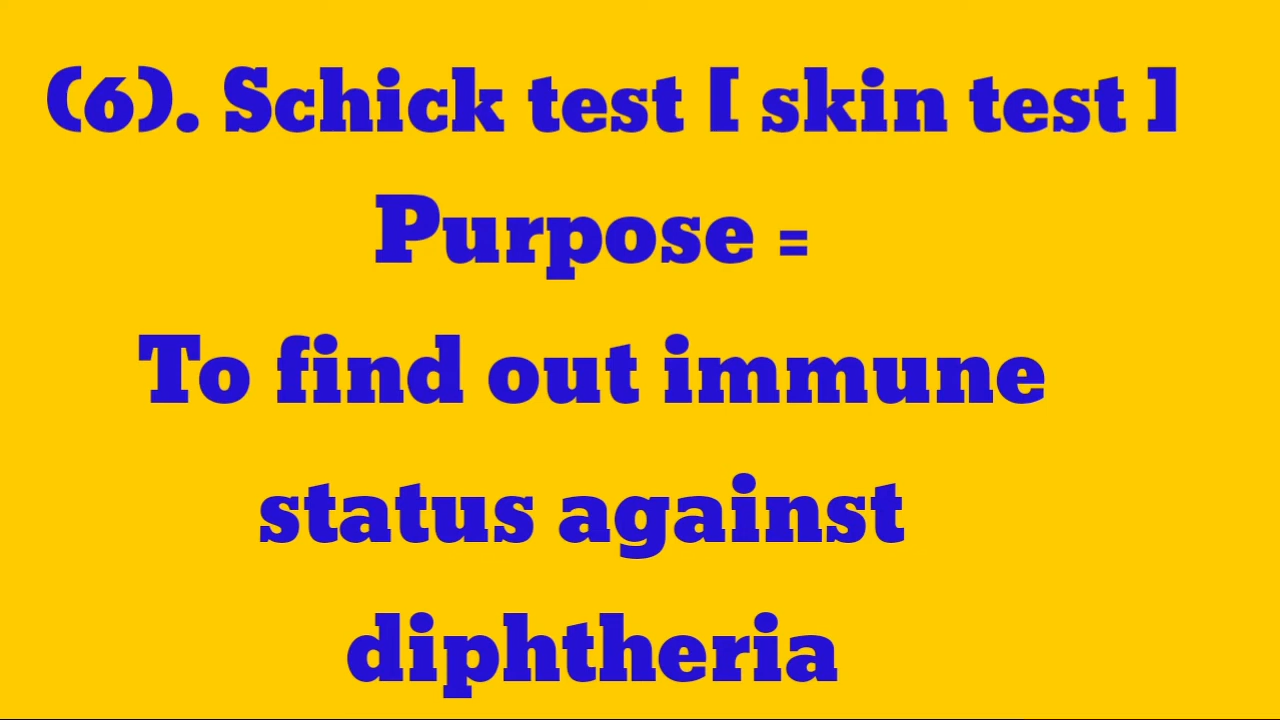 (6). Schick test [ skin test ]
Purpose =
To find out immune
status against
diphtheria